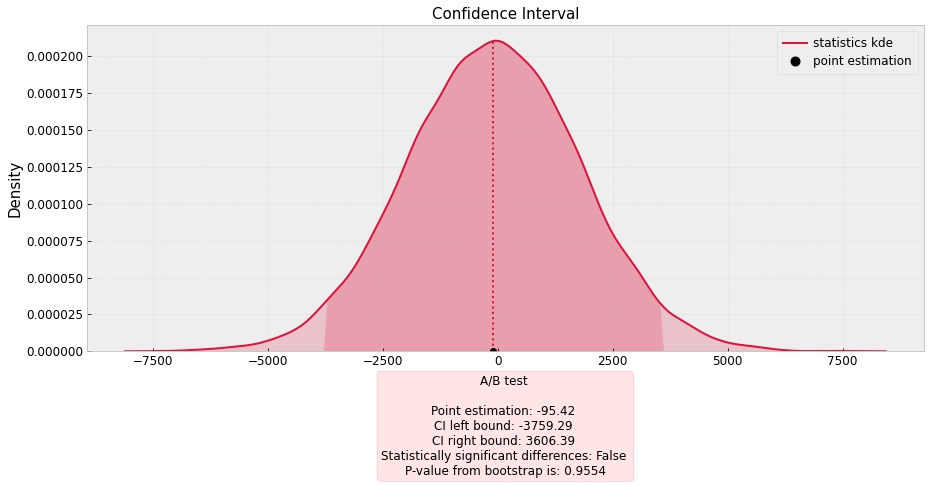 Confidence Interval
statistics kde
point estimation
Density
0.000200
0.000175
0.000150
0.000125
0.000100
0.000075
0.000050
0.000025
0.000000
−7500
−5000
−2500
0
2500
5000
7500
A/B test
Point estimation: -95.42
CI left bound: -3759.29
CI right bound: 3606.39
Statistically significant differences: False
P-value from bootstrap is: 0.9554